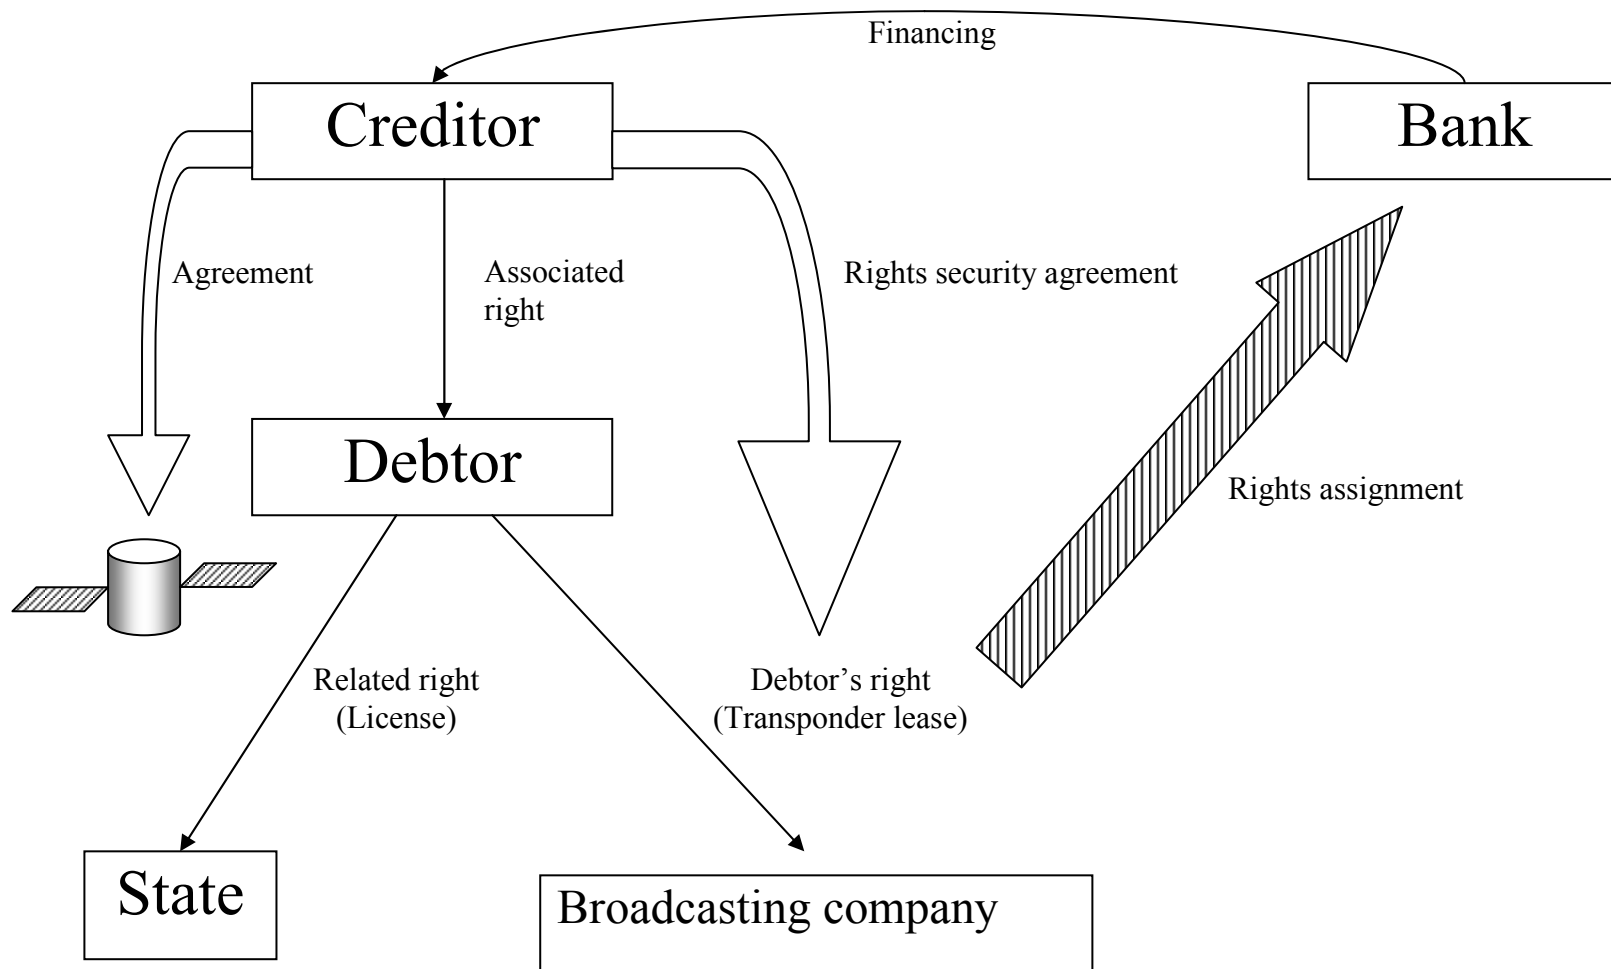 Financing
Creditor
Bank
Agreement
Associated
right
Rights security agreement
Debtor
Rights assignment
Related right
(License)
Debtor’s right
(Transponder lease)
State
Broadcasting company